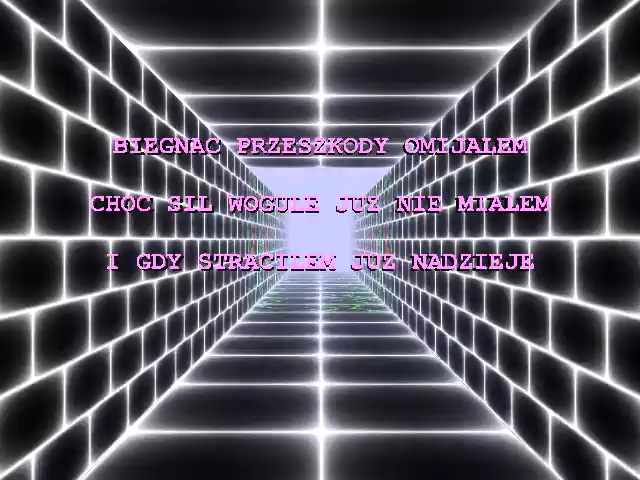 BIEGNAC PRZESZKODY OMIJALEM
CHOC SIL WOGULE JUZ NIE MIALEM
I GDY STRACILEM JUZ NADZIEJE